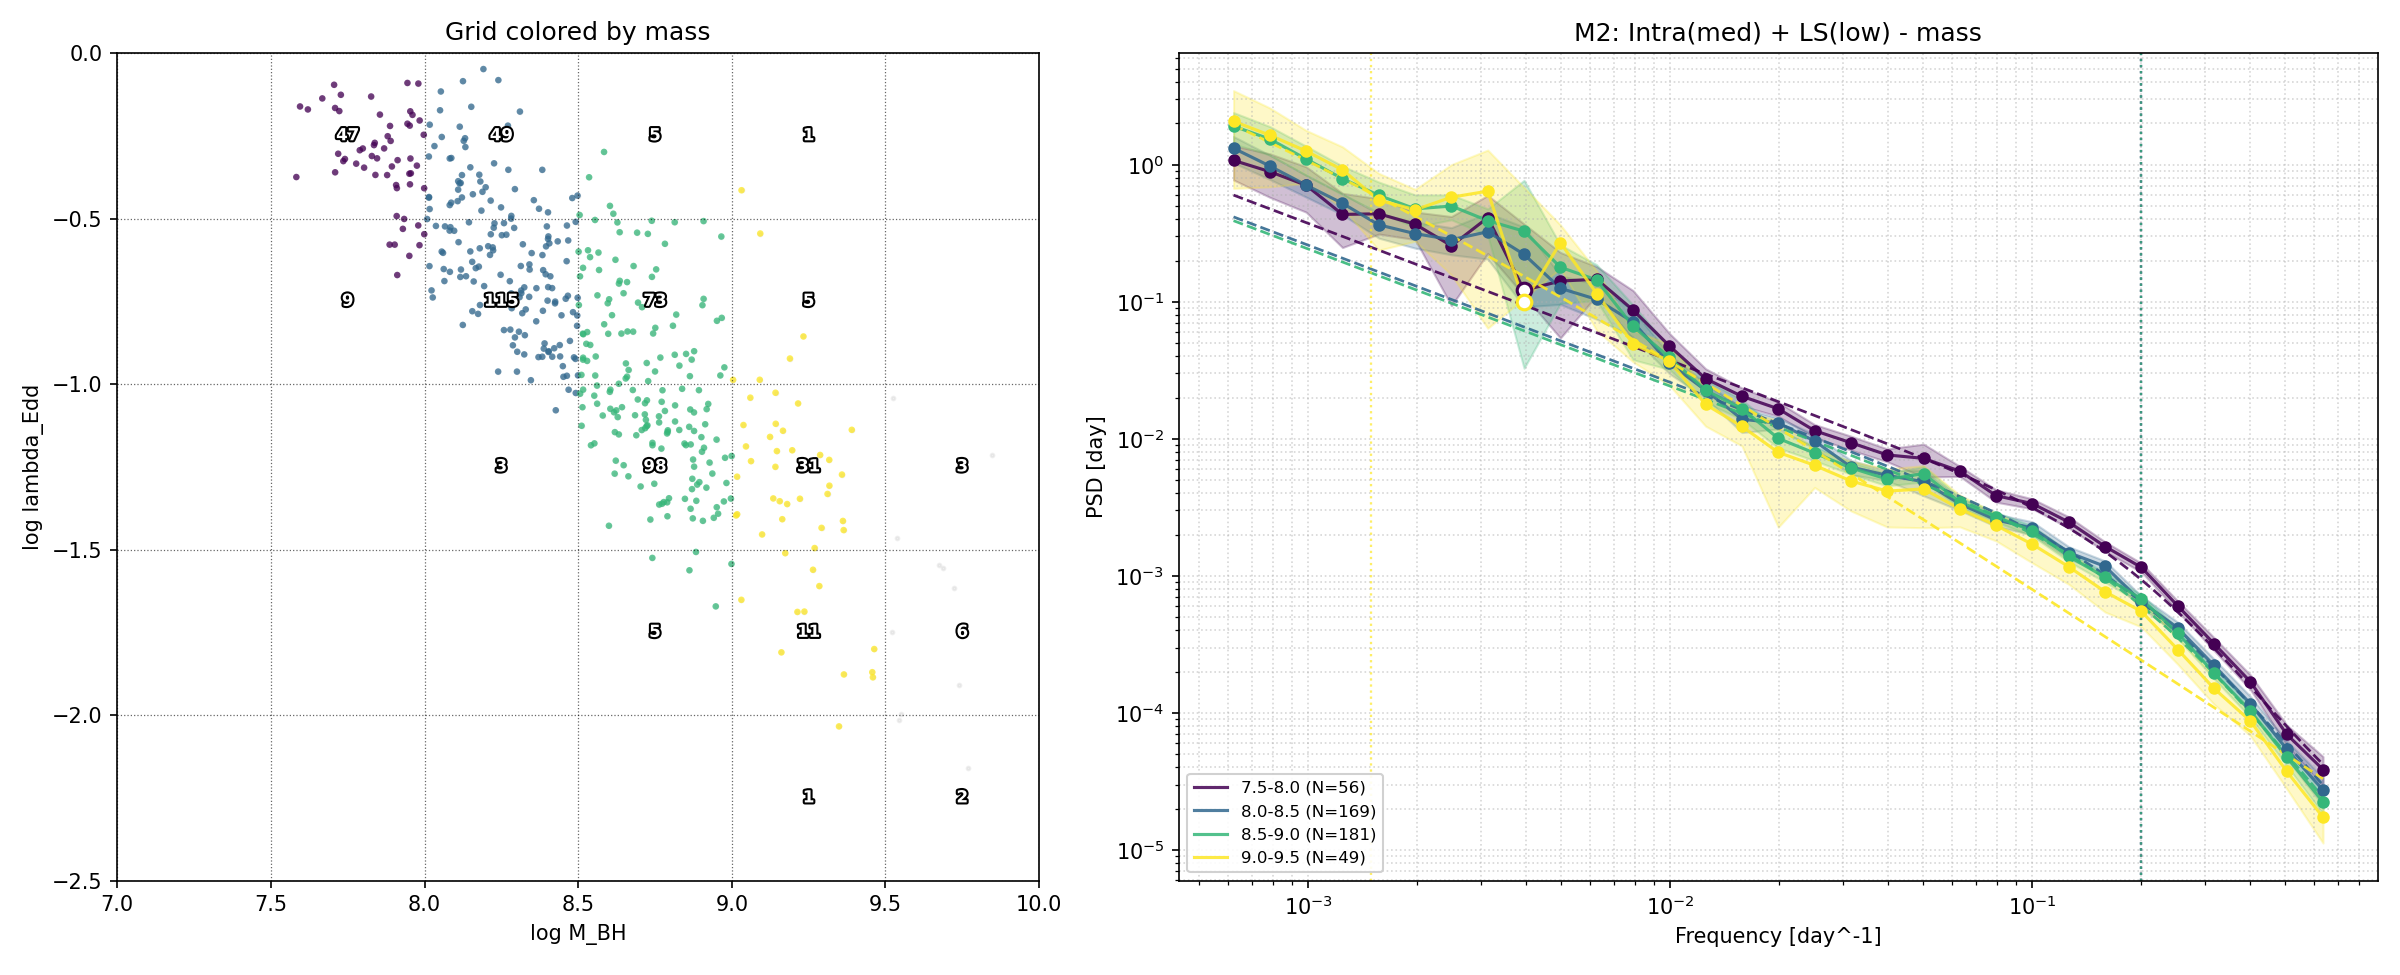 Grid colored by mass
0.0
−0.5
−1.0
−1.5
−2.0
−2.5
log lambda_Edd
47 49 5 1
9 115 73 5
3 98 31 3
5 11 6
1 2
7.0 7.5 8.0 8.5 9.0 9.5 10.0
log M_BH
M2: Intra(med) + LS(low) - mass
10⁰
10⁻¹
10⁻²
10⁻³
10⁻⁴
10⁻⁵
PSD [day]
7.5-8.0 (N=56)
8.0-8.5 (N=169)
8.5-9.0 (N=181)
9.0-9.5 (N=49)
10⁻³ 10⁻² 10⁻¹
Frequency [day^-1]